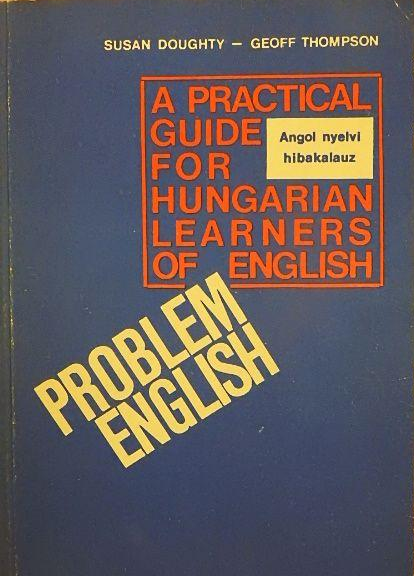 SUSAN DOUGHTY – GEOFF THOMPSON
A PRACTICAL
GUIDE
FOR
HUNGARIAN
LEARNERS
OF ENGLISH
Angol nyelvi
hibakalauz
PROBLEM
ENGLISH